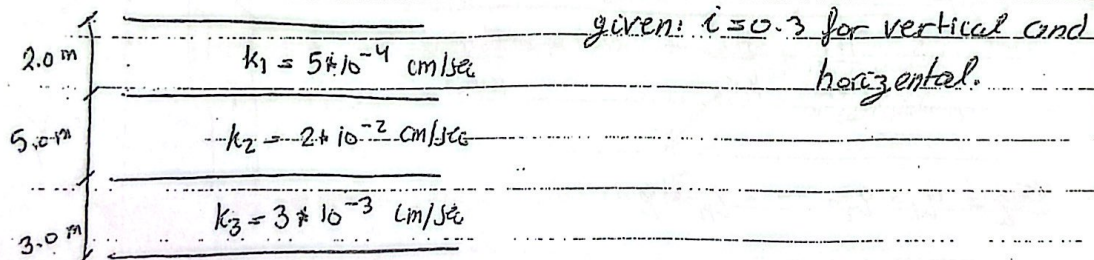 given: i=0.3 for vertical and
horizental.
2.0 m
k1 = 5*10-4 cm/sec
5.0 m
k2 = 2*10-2 cm/sec
k3 = 3*10-3 cm/sec
3.0 m